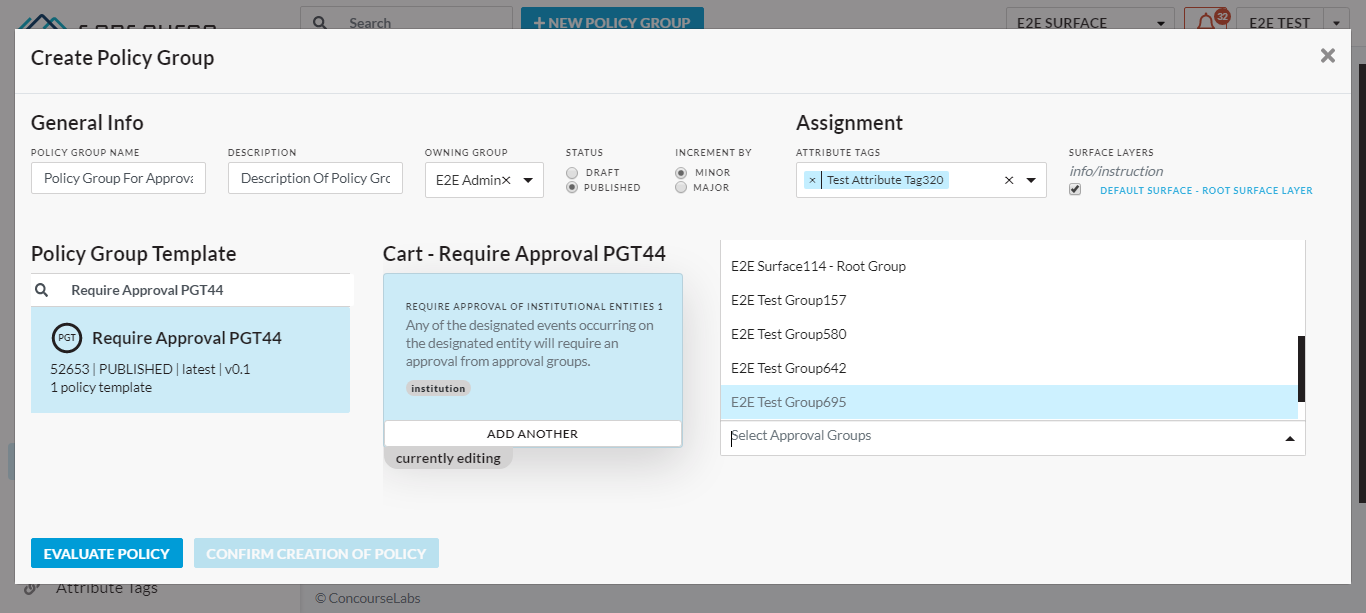 Search
+ NEW POLICY GROUP
E2E SURFACE
32
E2E TEST
Create Policy Group
General Info
Assignment
POLICY GROUP NAME
DESCRIPTION
OWNING GROUP
STATUS
INCREMENT BY
ATTRIBUTE TAGS
SURFACE LAYERS
Policy Group For Approva
Description Of Policy Grc
E2E Admin×
DRAFT
PUBLISHED
MINOR
MAJOR
× Test Attribute Tag320 ×
info/instruction
DEFAULT SURFACE - ROOT SURFACE LAYER
Policy Group Template
Require Approval PGT44
PGT Require Approval PGT44
52653 | PUBLISHED | latest | v0.1
1 policy template
Cart - Require Approval PGT44
REQUIRE APPROVAL OF INSTITUTIONAL ENTITIES 1
Any of the designated events occurring on
the designated entity will require an
approval from approval groups.
institution
ADD ANOTHER
currently editing
E2E Surface114 - Root Group
E2E Test Group157
E2E Test Group580
E2E Test Group642
E2E Test Group695
Select Approval Groups
EVALUATE POLICY
CONFIRM CREATION OF POLICY
Attribute Tags
© ConcourseLabs